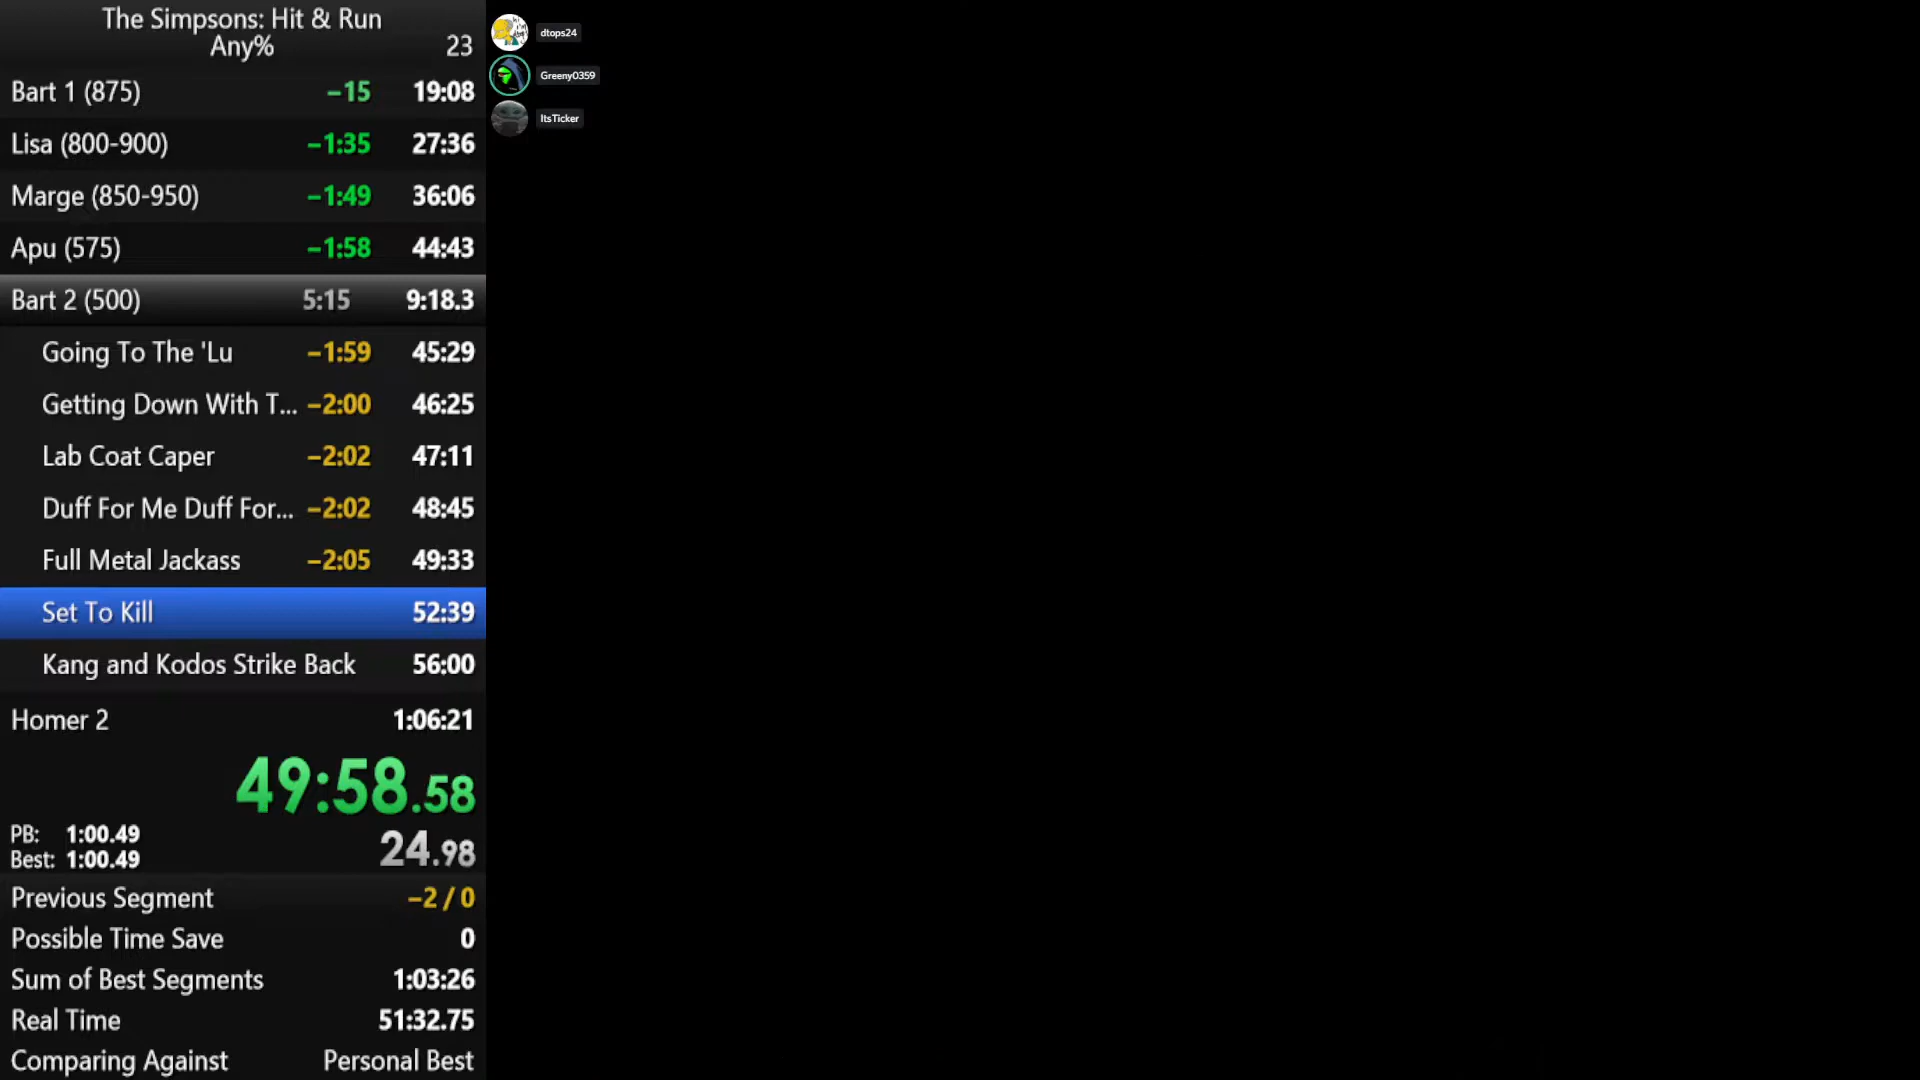 The Simpsons: Hit & Run
Any% 23
Bart 1 (875) −15 19:08
Lisa (800-900) −1:35 27:36
Marge (850-950) −1:49 36:06
Apu (575) −1:58 44:43
Bart 2 (500) 5:15 9:18.3
Going To The 'Lu −1:59 45:29
Getting Down With T... −2:00 46:25
Lab Coat Caper −2:02 47:11
Duff For Me Duff For... −2:02 48:45
Full Metal Jackass −2:05 49:33
Set To Kill 52:39
Kang and Kodos Strike Back 56:00
Homer 2 1:06:21
49:58.58
PB: 1:00.49
Best: 1:00.49
24.98
Previous Segment −2 / 0
Possible Time Save 0
Sum of Best Segments 1:03:26
Real Time 51:32.75
Comparing Against Personal Best
dtops24
Greeny0359
ItsTicker